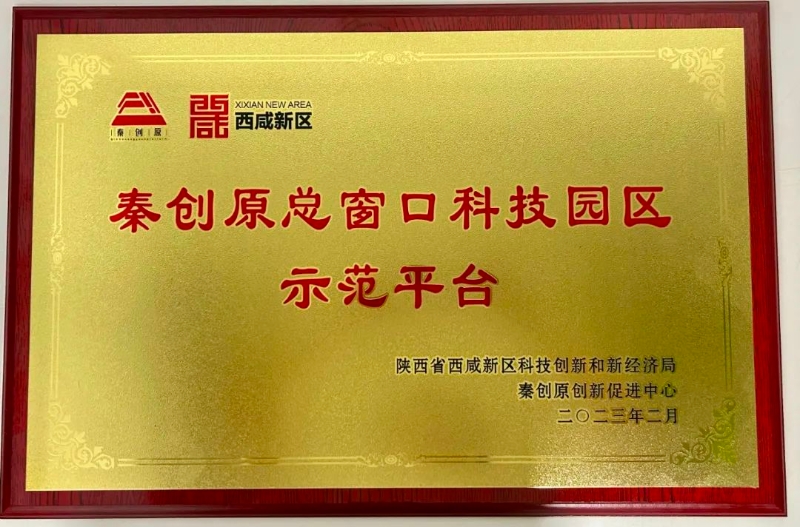 秦创原
XIXIAN NEW AREA
西咸新区
秦创原总窗口科技园区
示范平台
陕西省西咸新区科技创新和新经济局
秦创原创新促进中心
二〇二三年二月